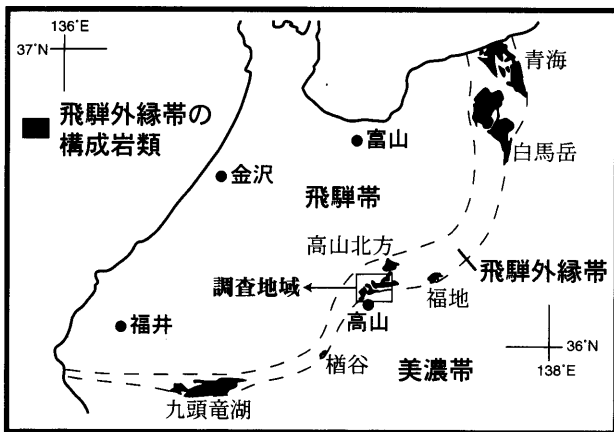 136°E
37°N
飛騨外縁帯の
構成岩類
青海
白馬岳
富山
金沢
飛騨帯
高山北方
飛騨外縁帯
調査地域
福地
高山
福井
楢谷
美濃帯
36°N
138°E
九頭竜湖